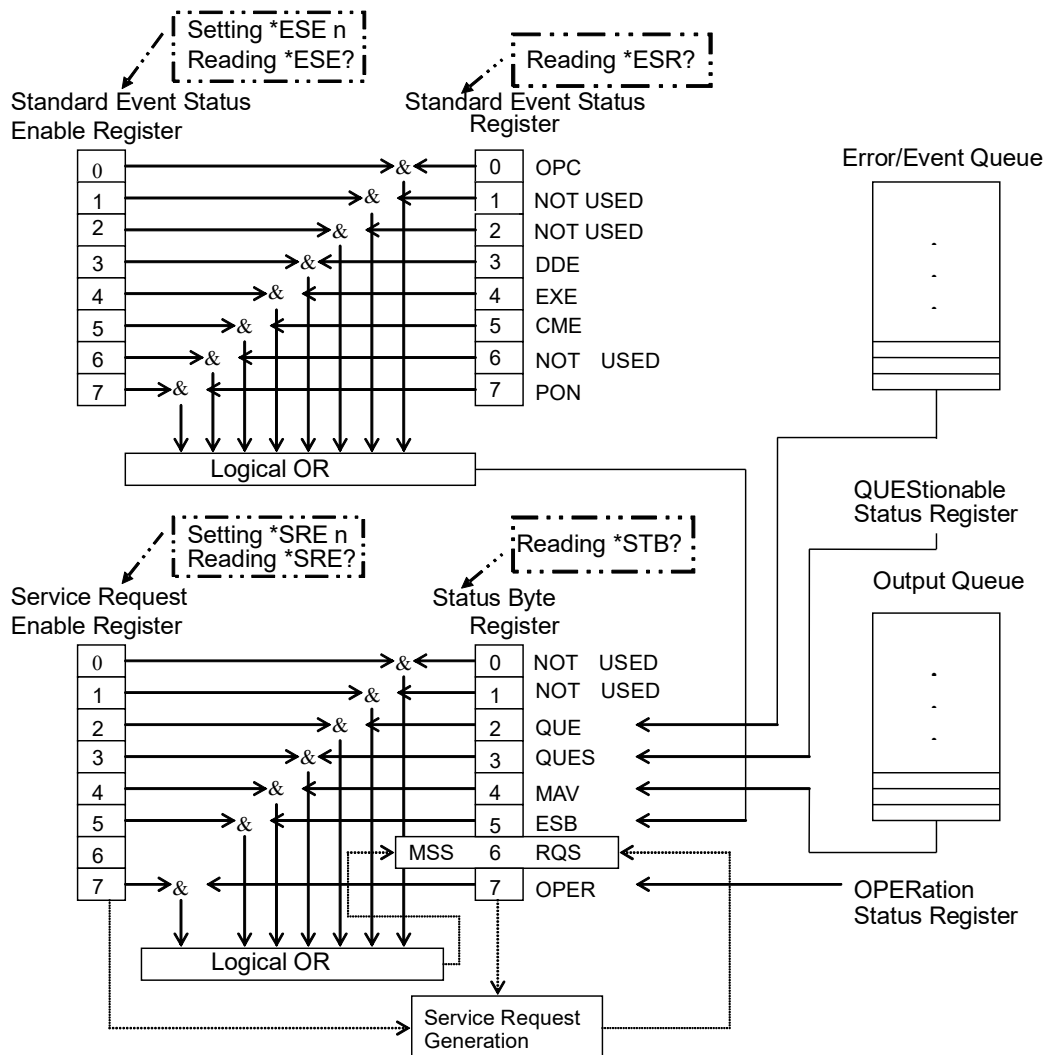 Setting *ESE n
Reading *ESE?
Reading *ESR?
Standard Event Status
Enable Register
Standard Event Status
Register
Error/Event Queue
0 & 0 OPC
1 & 1 NOT USED
2 & 2 NOT USED
3 & 3 DDE
4 & 4 EXE
5 & 5 CME
6 & 6 NOT USED
7 & 7 PON
Logical OR
QUEStionable
Status Register
Setting *SRE n
Reading *SRE?
Reading *STB?
Service Request
Enable Register
Status Byte
Register
Output Queue
0 & 0 NOT USED
1 & 1 NOT USED
2 & 2 QUE
3 & 3 QUES
4 & 4 MAV
5 & 5 ESB
6 MSS 6 RQS
7 & 7 OPER
OPERation
Status Register
Logical OR
Service Request
Generation